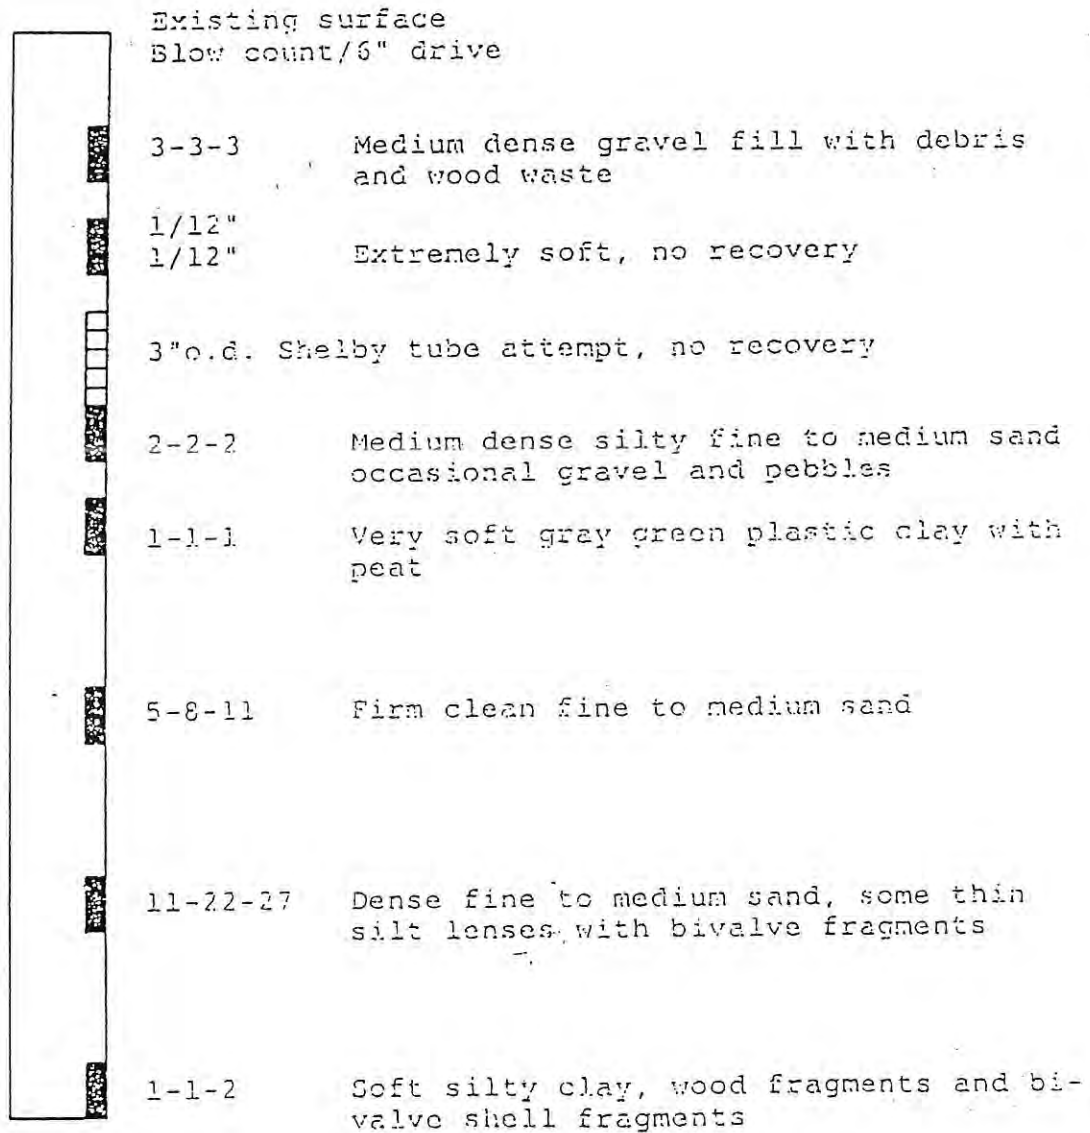 Existing surface
Blow count/6" drive
3-3-3 Medium dense gravel fill with debris
and wood waste
1/12"
1/12" Extremely soft, no recovery
3"o.d. Shelby tube attempt, no recovery
2-2-2 Medium dense silty fine to medium sand
occasional gravel and pebbles
1-1-1 Very soft gray green plastic clay with
peat
5-8-11 Firm clean fine to medium sand
11-22-27 Dense fine to medium sand, some thin
silt lenses with bivalve fragments
1-1-2 Soft silty clay, wood fragments and bi-
valve shell fragments